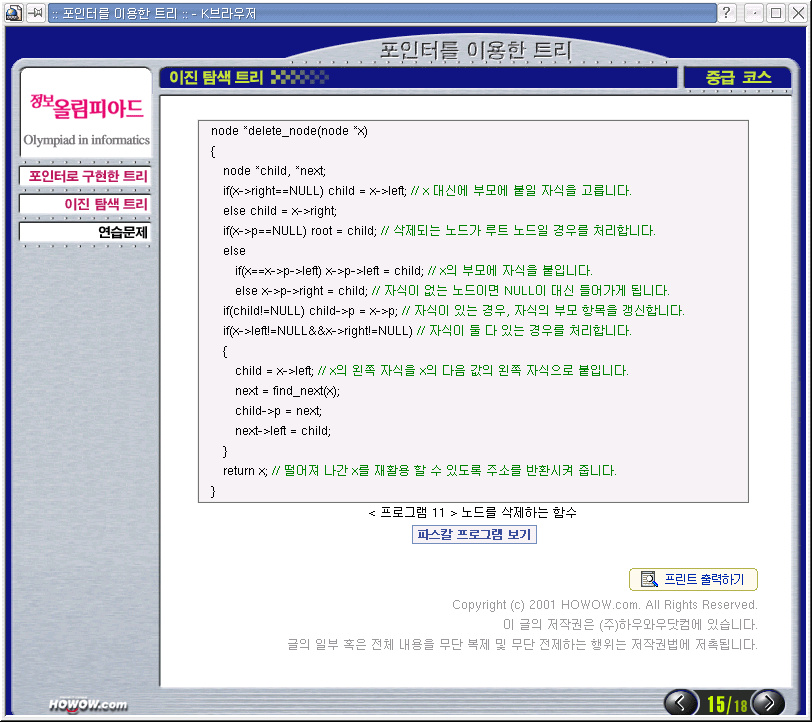 :: 포인터를 이용한 트리 :: - K브라우저
포인터를 이용한 트리
이진 탐색 트리
중급 코스
정보올림피아드
Olympiad in informatics
포인터로 구현한 트리
이진 탐색 트리
연습문제
node *delete_node(node *x)
{
node *child, *next;
if(x->right==NULL) child = x->left; // x 대신에 부모에 붙일 자식을 고릅니다.
else child = x->right;
if(x->p==NULL) root = child; // 삭제되는 노드가 루트 노드일 경우를 처리합니다.
else
if(x==x->p->left) x->p->left = child; // x의 부모에 자식을 붙입니다.
else x->p->right = child; // 자식이 없는 노드이면 NULL이 대신 들어가게 됩니다.
if(child!=NULL) child->p = x->p; // 자식이 있는 경우, 자식의 부모 항목을 갱신합니다.
if(x->left!=NULL&&x->right!=NULL) // 자식이 둘 다 있는 경우를 처리합니다.
{
child = x->left; // x의 왼쪽 자식을 x의 다음 값의 왼쪽 자식으로 붙입니다.
next = find_next(x);
child->p = next;
next->left = child;
}
return x; // 떨어져 나간 x를 재활용 할 수 있도록 주소를 반환시켜 줍니다.
}
< 프로그램 11 > 노드를 삭제하는 함수
파스칼 프로그램 보기
프린트 출력하기
Copyright (c) 2001 HOWOW.com. All Rights Reserved.
이 글의 저작권은 (주)하우와우닷컴에 있습니다.
글의 일부 혹은 전체 내용을 무단 복제 및 무단 전제하는 행위는 저작권법에 저촉됩니다.
HOWOW.com
15/18